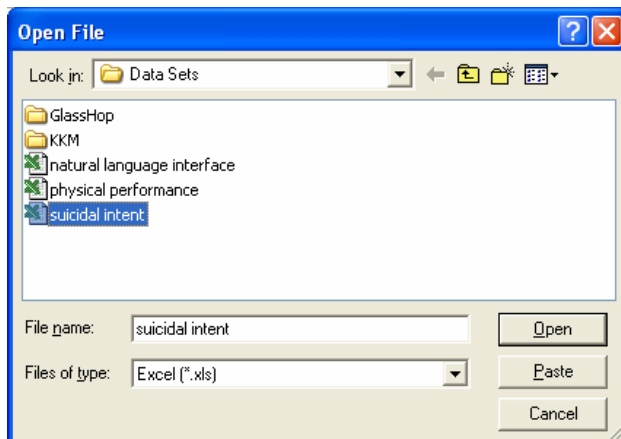 Open File
Look in: Data Sets
GlassHop
KKM
natural language interface
physical performance
suicidal intent
File name: suicidal intent Open
Files of type: Excel (*.xls) Paste
Cancel